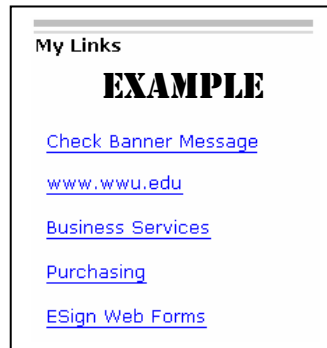 My Links
EXAMPLE
Check Banner Message
www.wwu.edu
Business Services
Purchasing
ESign Web Forms